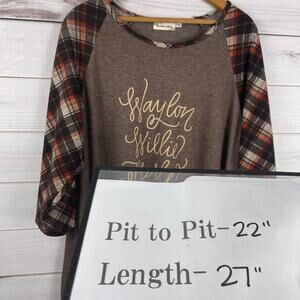 Waylon
Willie
Pit to Pit- 22"
Length- 27"